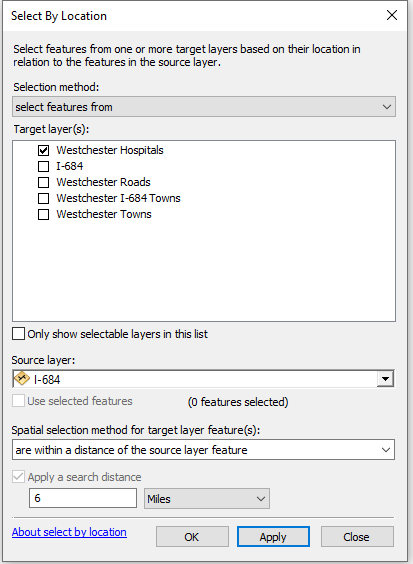 Select By Location
Select features from one or more target layers based on their location in
relation to the features in the source layer.
Selection method:
select features from
Target layer(s):
Westchester Hospitals
I-684
Westchester Roads
Westchester I-684 Towns
Westchester Towns
Only show selectable layers in this list
Source layer:
I-684
Use selected features (0 features selected)
Spatial selection method for target layer feature(s):
are within a distance of the source layer feature
Apply a search distance
6 Miles
About select by location OK Apply Close